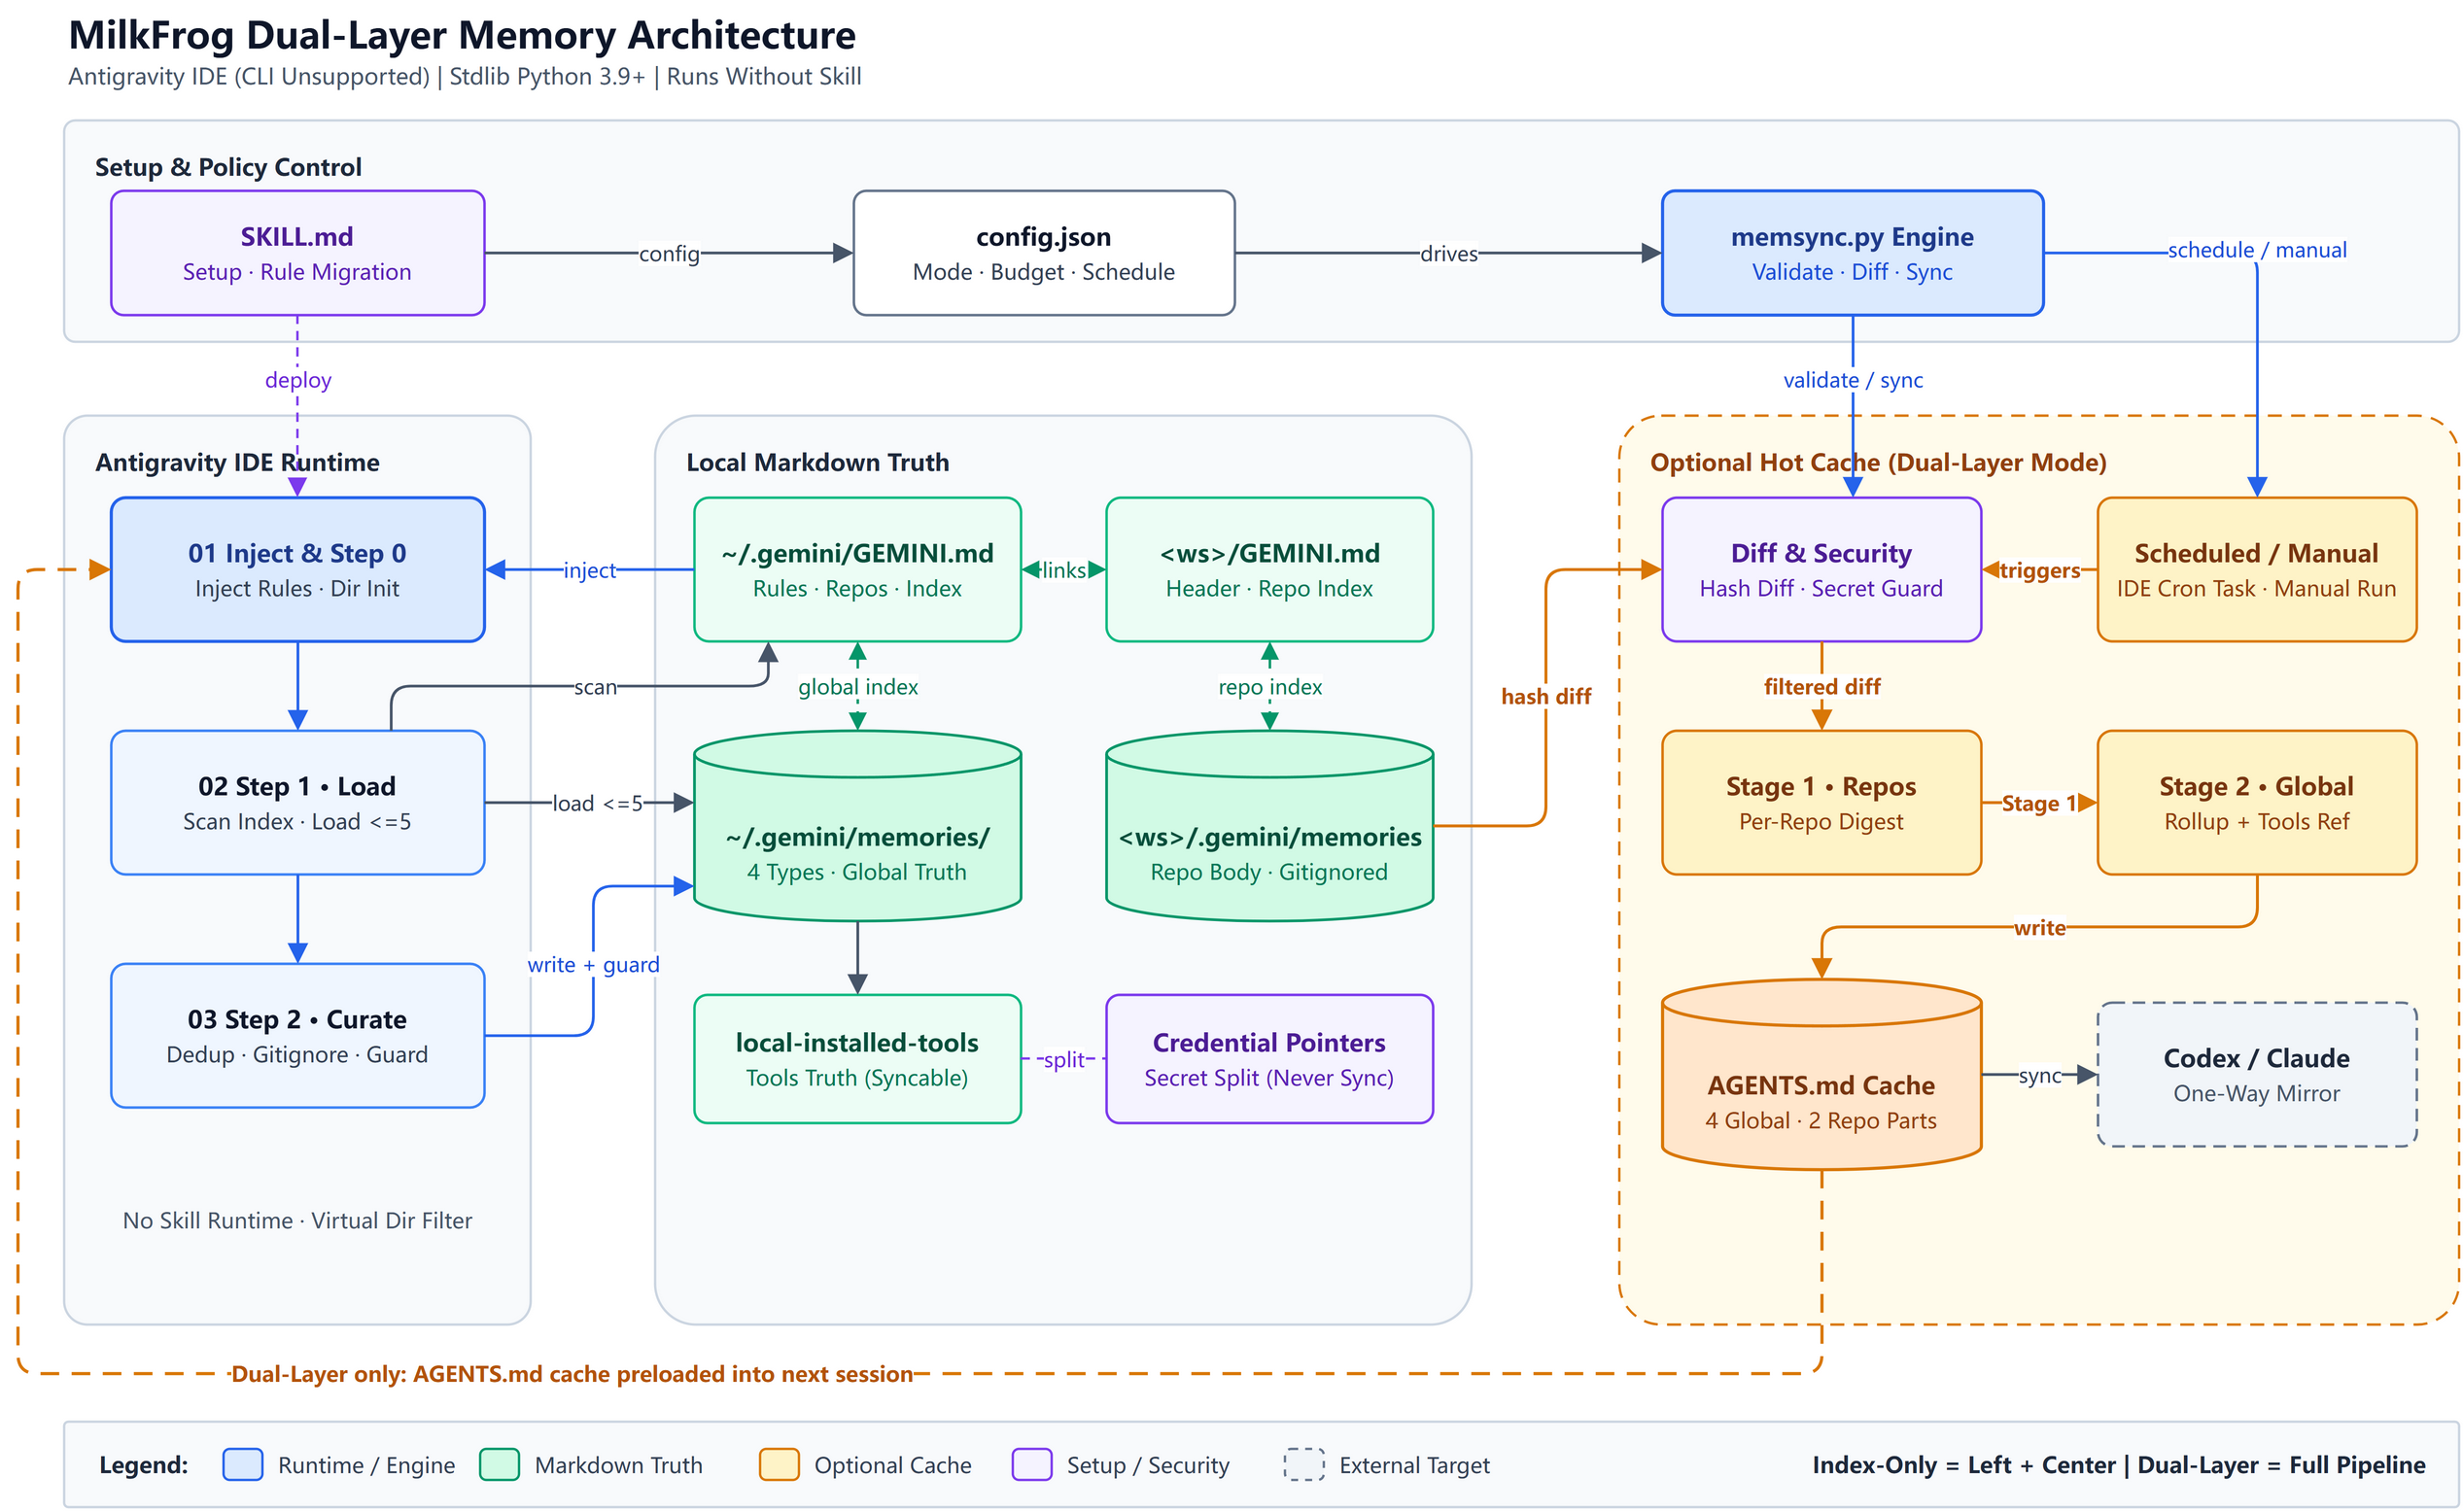 MilkFrog Dual-Layer Memory Architecture
Antigravity IDE (CLI Unsupported) | Stdlib Python 3.9+ | Runs Without Skill
Setup & Policy Control
SKILL.md
Setup · Rule Migration
config
config.json
Mode · Budget · Schedule
drives
memsync.py Engine
Validate · Diff · Sync
schedule / manual
deploy
validate / sync
Antigravity IDE Runtime
01 Inject & Step 0
Inject Rules · Dir Init
02 Step 1 • Load
Scan Index · Load <=5
03 Step 2 • Curate
Dedup · Gitignore · Guard
No Skill Runtime · Virtual Dir Filter
inject
scan
load <=5
write + guard
Local Markdown Truth
~/.gemini/GEMINI.md
Rules · Repos · Index
links
<ws>/GEMINI.md
Header · Repo Index
global index
repo index
~/.gemini/memories/
4 Types · Global Truth
<ws>/.gemini/memories
Repo Body · Gitignored
local-installed-tools
Tools Truth (Syncable)
split
Credential Pointers
Secret Split (Never Sync)
hash diff
Optional Hot Cache (Dual-Layer Mode)
Diff & Security
Hash Diff · Secret Guard
triggers
Scheduled / Manual
IDE Cron Task · Manual Run
filtered diff
Stage 1 • Repos
Per-Repo Digest
Stage 1
Stage 2 • Global
Rollup + Tools Ref
write
AGENTS.md Cache
4 Global · 2 Repo Parts
sync
Codex / Claude
One-Way Mirror
Dual-Layer only: AGENTS.md cache preloaded into next session
Legend:
Runtime / Engine
Markdown Truth
Optional Cache
Setup / Security
External Target
Index-Only = Left + Center | Dual-Layer = Full Pipeline